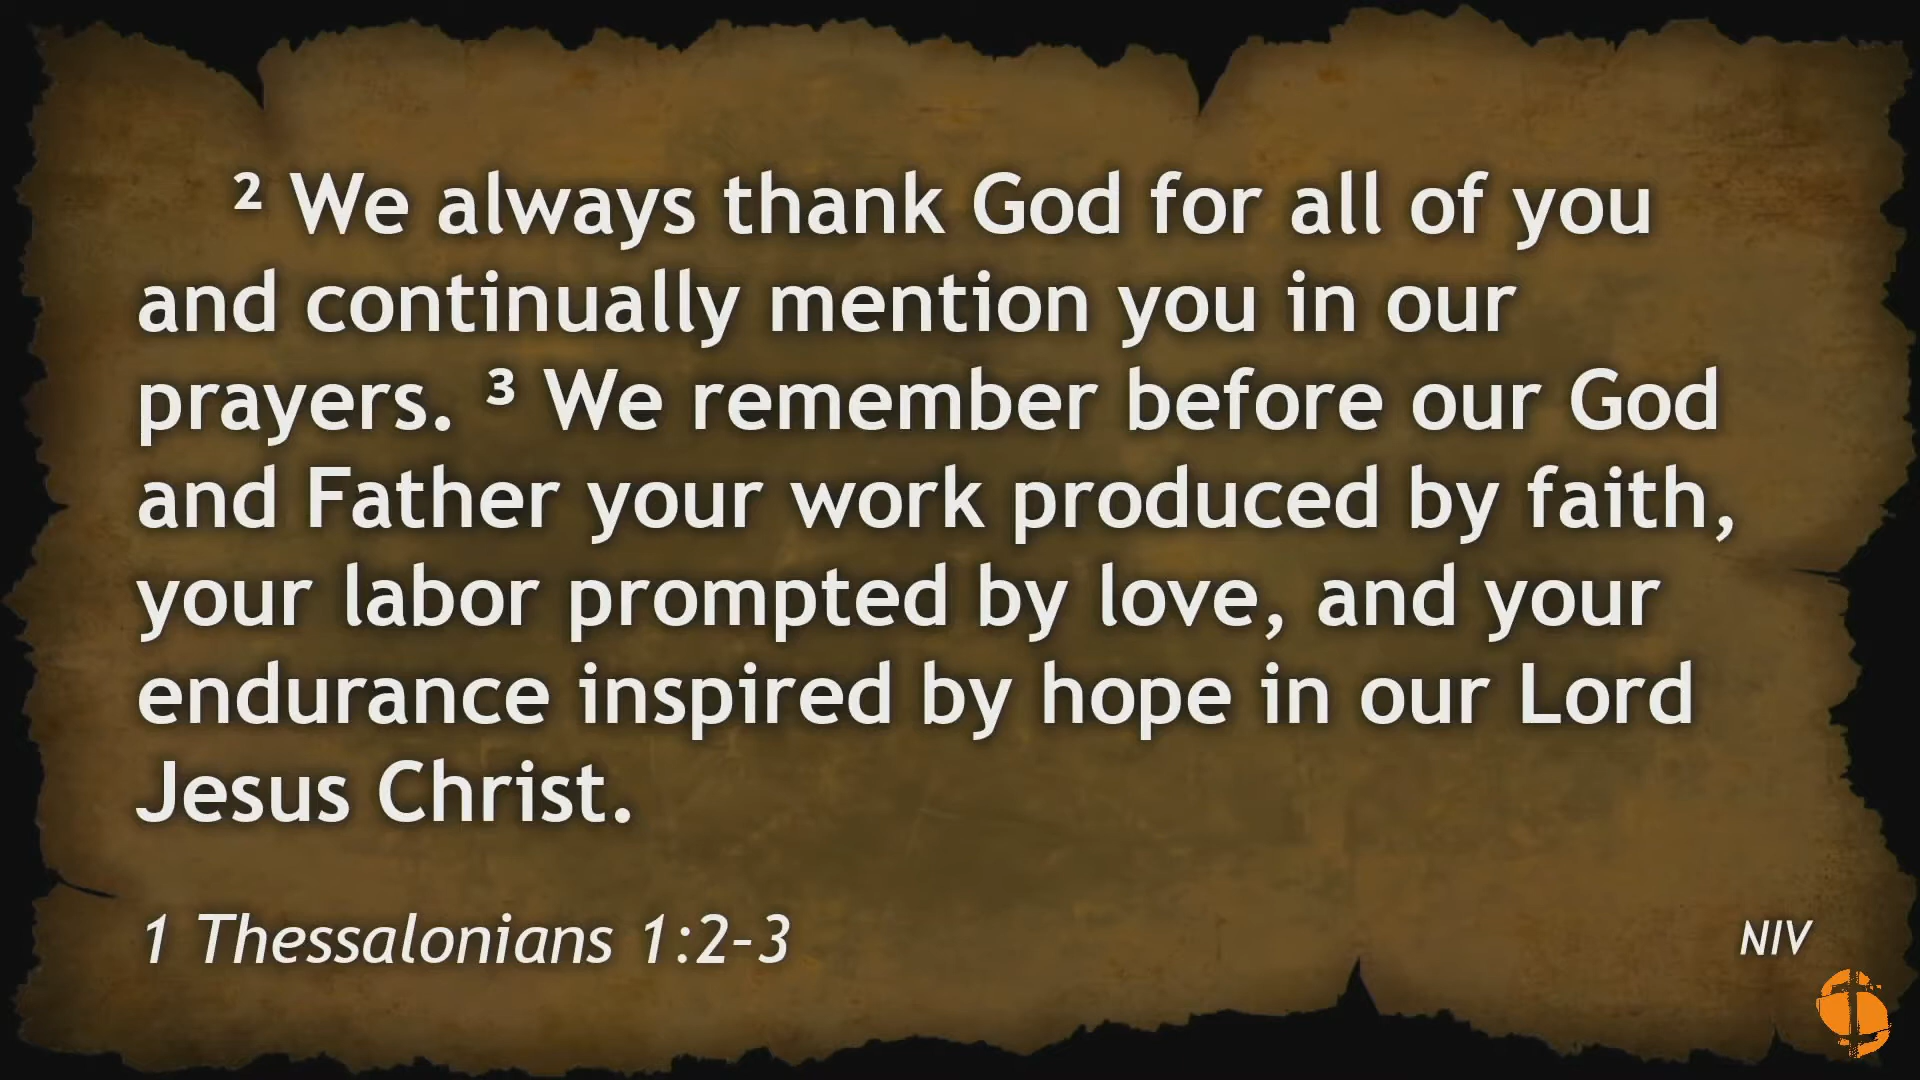 ² We always thank God for all of you
and continually mention you in our
prayers. ³ We remember before our God
and Father your work produced by faith,
your labor prompted by love, and your
endurance inspired by hope in our Lord
Jesus Christ.
1 Thessalonians 1:2–3
NIV